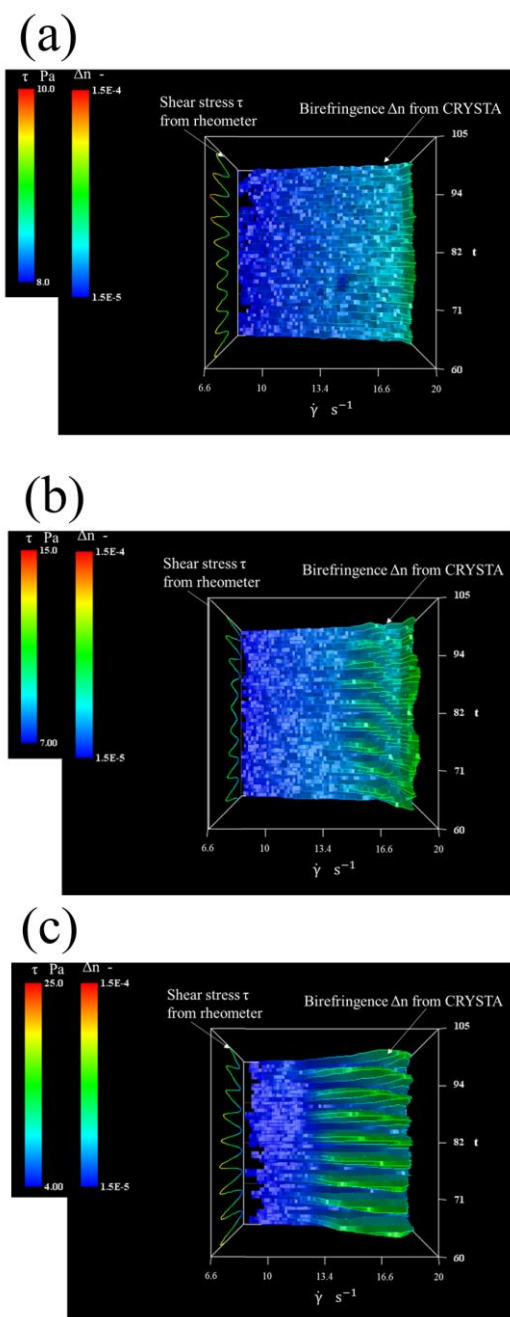 (a)
τ Pa Δn -
10.0 1.5E-4
Shear stress τ
from rheometer
Birefringence Δn from CRYSTA
105
94
82 t
71
60
8.0 1.5E-5
6.6 10 13.4 16.6 20
γ̇ s⁻¹
(b)
τ Pa Δn -
15.0 1.5E-4
Shear stress τ
from rheometer
Birefringence Δn from CRYSTA
105
94
82 t
71
60
7.00 1.5E-5
6.6 10 13.4 16.6 20
γ̇ s⁻¹
(c)
τ Pa Δn -
25.0 1.5E-4
Shear stress τ
from rheometer
Birefringence Δn from CRYSTA
105
94
82 t
71
60
4.00 1.5E-5
6.6 10 13.4 16.6 20
γ̇ s⁻¹